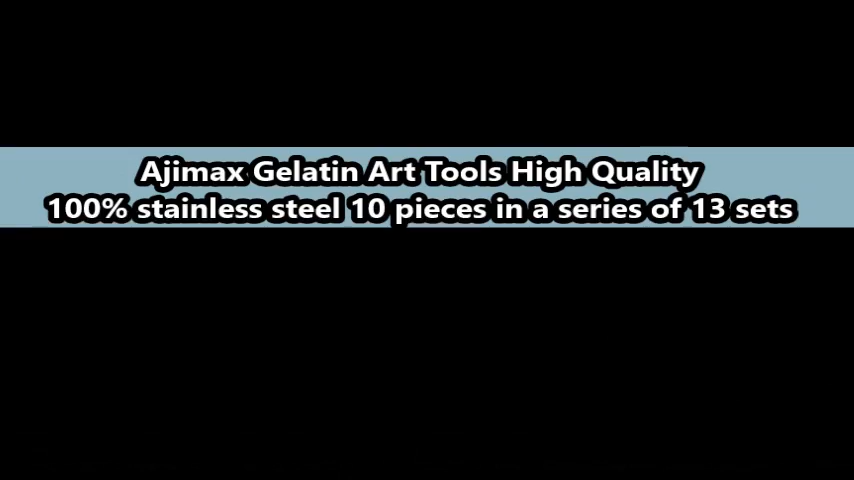 Ajimax Gelatin Art Tools High Quality
100% stainless steel 10 pieces in a series of 13 sets